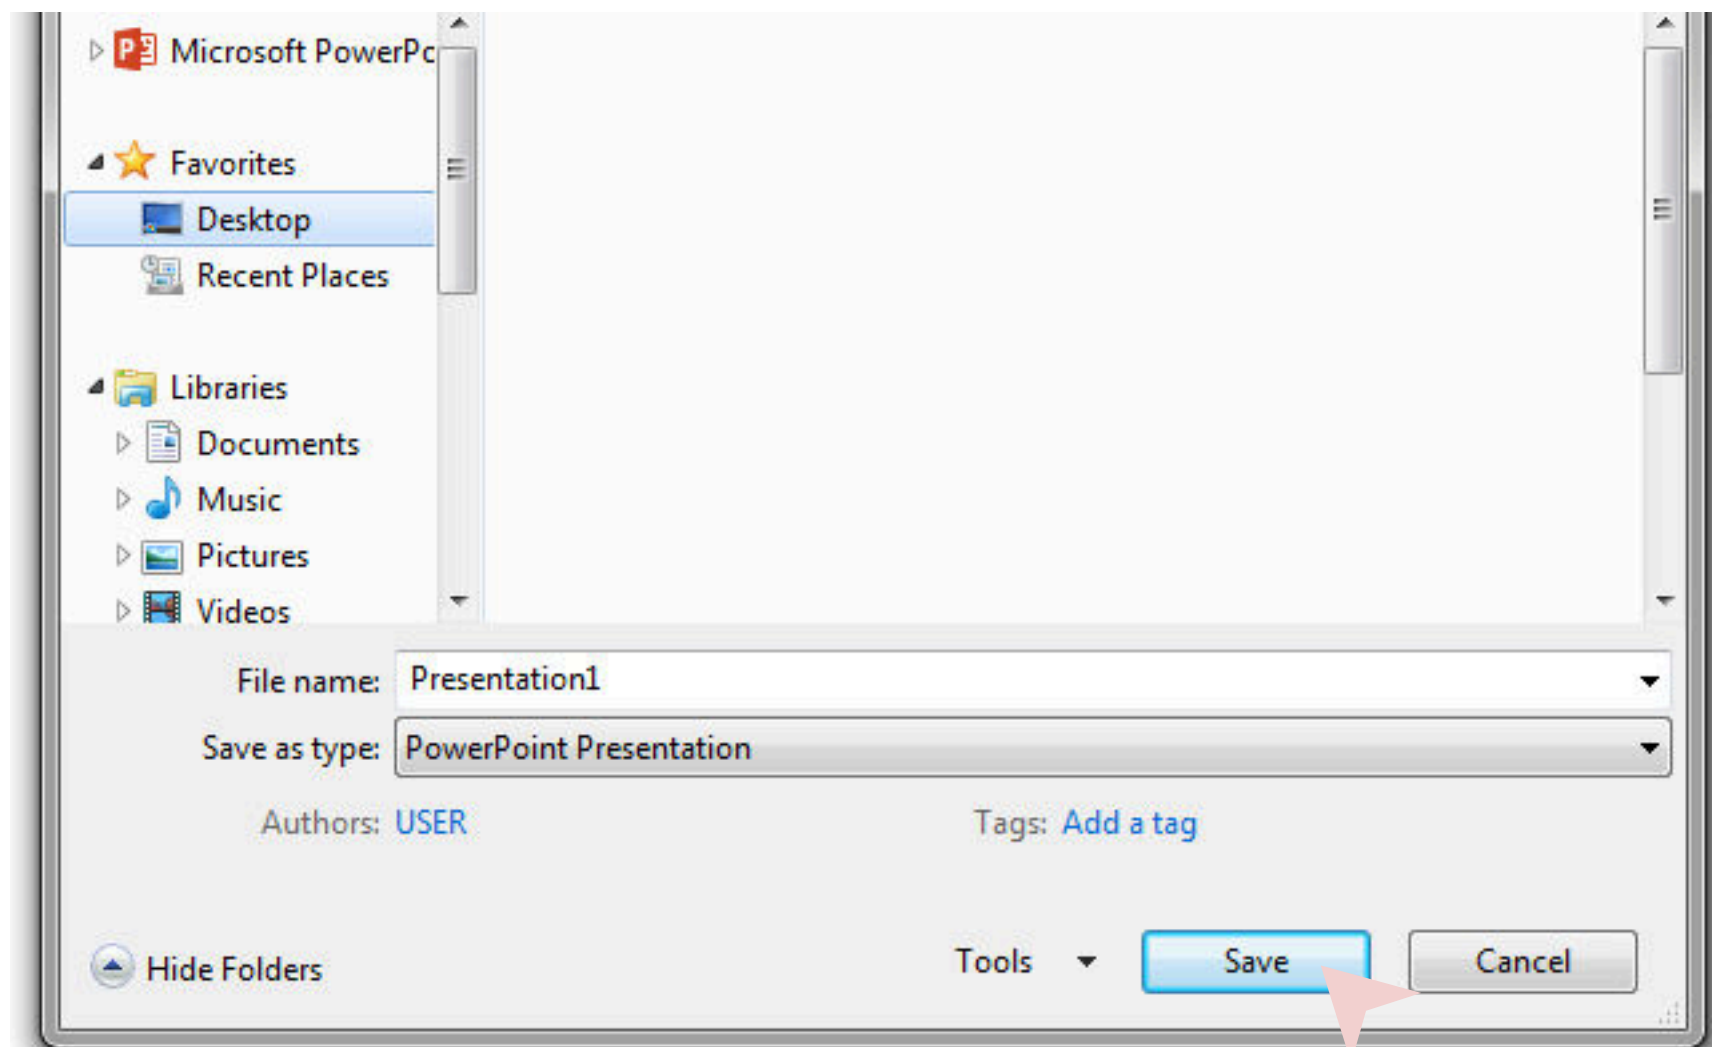 Microsoft PowerPo
Favorites
Desktop
Recent Places
Libraries
Documents
Music
Pictures
Videos
File name: Presentation1
Save as type: PowerPoint Presentation
Authors: USER Tags: Add a tag
Hide Folders Tools Save Cancel